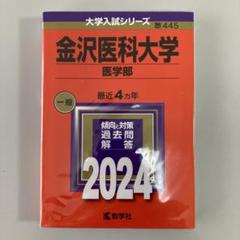 大学入試シリーズ
445
金沢医科大学
医学部
最近4カ年
一般
傾向と対策
過去問
解答
2024
教学社